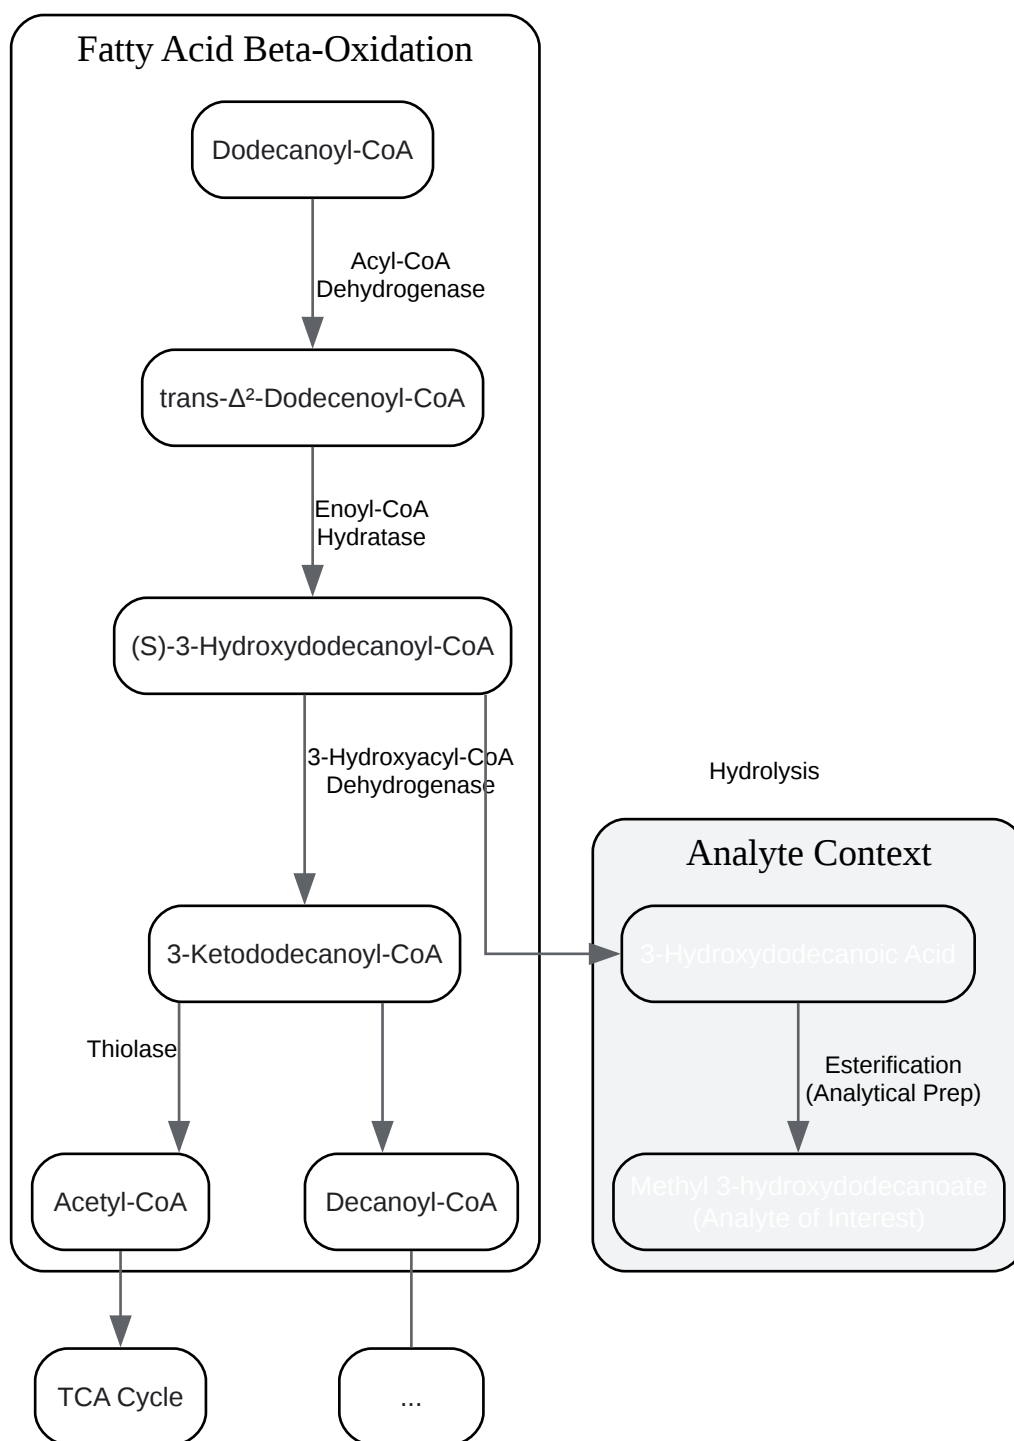 Fatty Acid Beta-Oxidation
Dodecanoyl-CoA
Acyl-CoA
Dehydrogenase
trans-Δ²-Dodecenoyl-CoA
Enoyl-CoA
Hydratase
(S)-3-Hydroxydodecanoyl-CoA
3-Hydroxyacyl-CoA
Dehydrogenase
Hydrolysis
Analyte Context
3-Ketododecanoyl-CoA
3-Hydroxydodecanoic Acid
Thiolase
Esterification
(Analytical Prep)
Acetyl-CoA
Decanoyl-CoA
Methyl 3-hydroxydodecanoate
(Analyte of Interest)
TCA Cycle
...